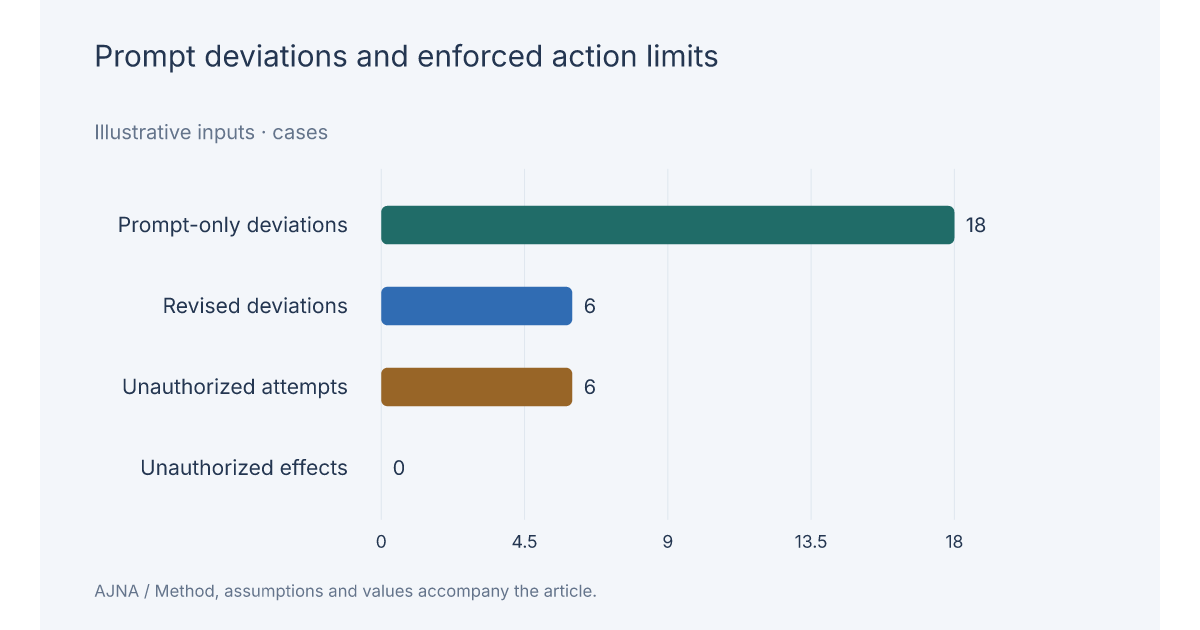 Prompt deviations and enforced action limits
Illustrative inputs · cases
Prompt-only deviations 18
Revised deviations 6
Unauthorized attempts 6
Unauthorized effects 0
0 4.5 9 13.5 18
AJNA / Method, assumptions and values accompany the article.